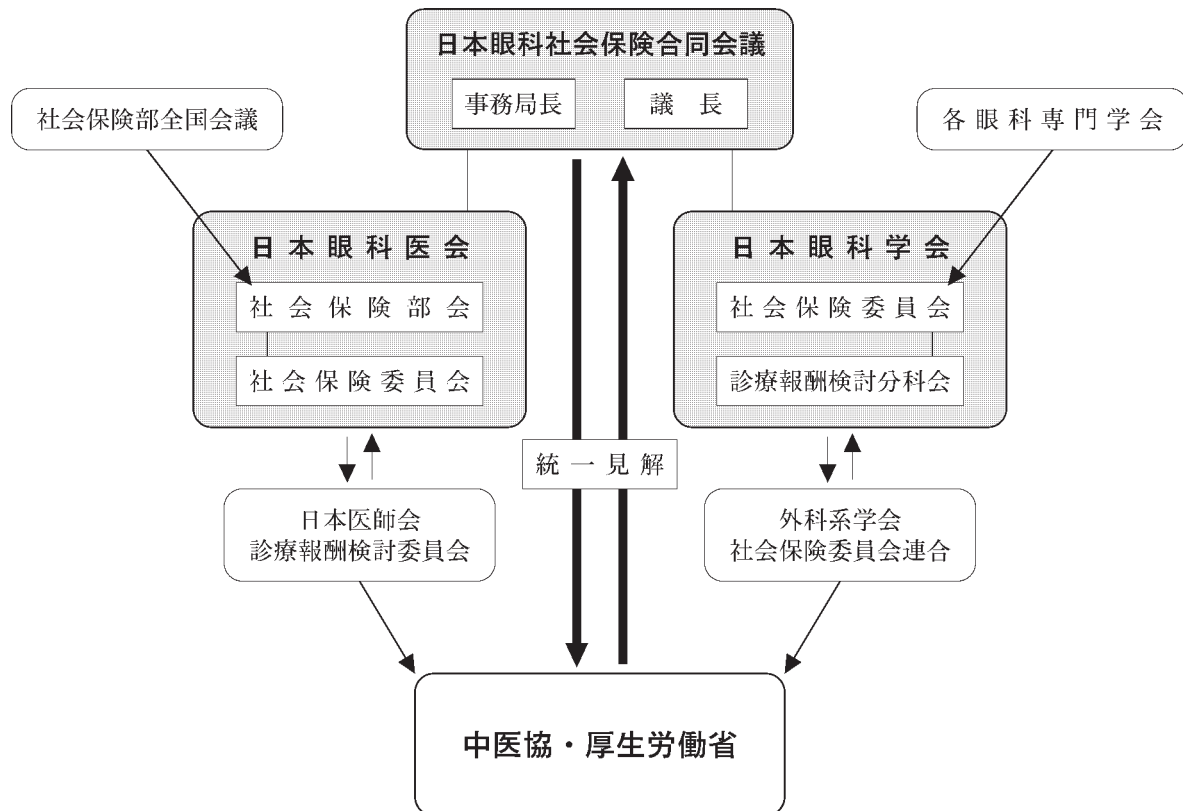 日本眼科社会保険合同会議
事務局長
議長
社会保険部全国会議
各眼科専門学会
日本眼科医会
社会保険部会
社会保険委員会
日本眼科学会
社会保険委員会
診療報酬検討分科会
統一見解
日本医師会
診療報酬検討委員会
外科系学会
社会保険委員会連合
中医協・厚生労働省